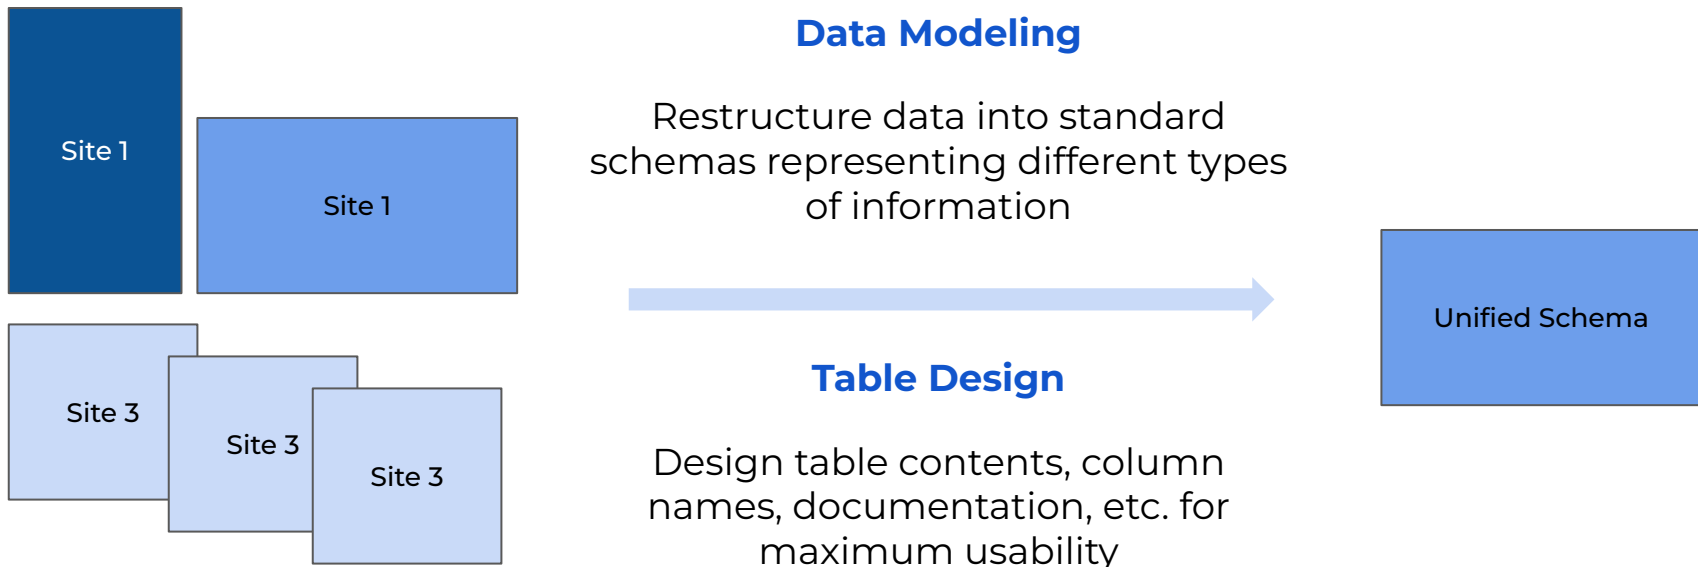 Site 1
Site 1
Site 3
Site 3
Site 3
Data Modeling
Restructure data into standard
schemas representing different types
of information
Table Design
Design table contents, column
names, documentation, etc. for
maximum usability
Unified Schema